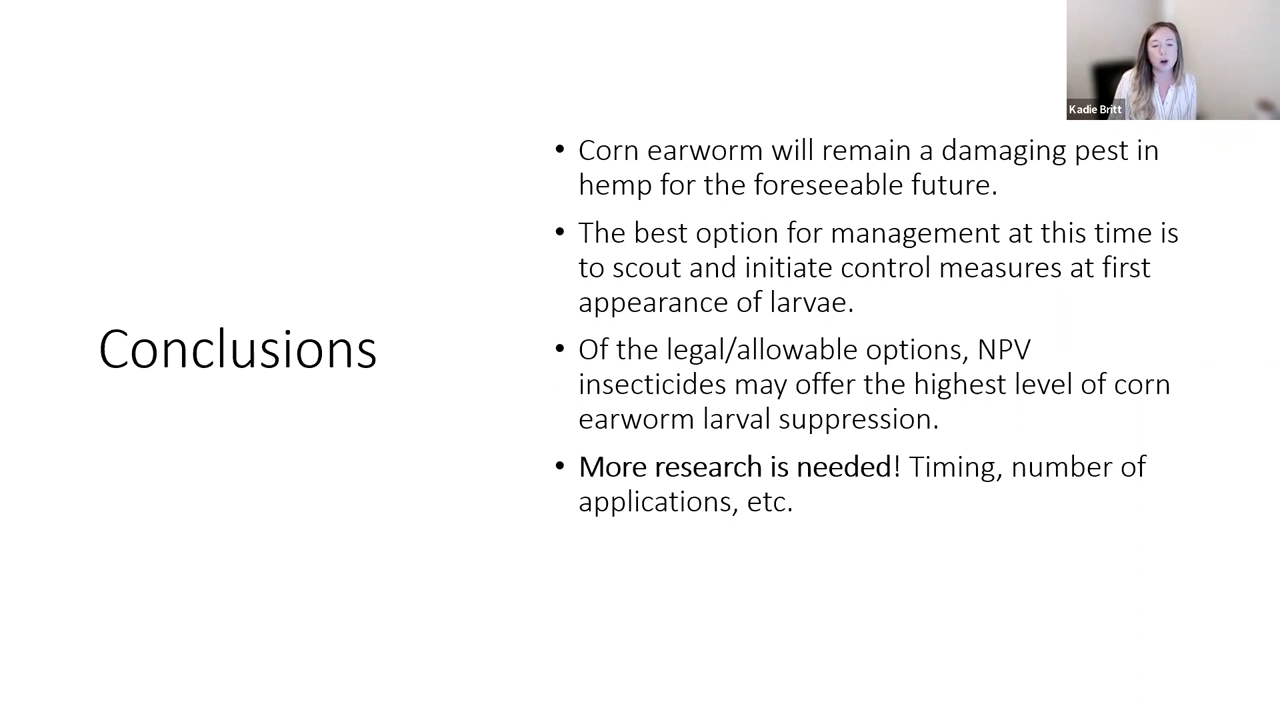 Kadie Britt
Conclusions
• Corn earworm will remain a damaging pest in
hemp for the foreseeable future.
• The best option for management at this time is
to scout and initiate control measures at first
appearance of larvae.
• Of the legal/allowable options, NPV
insecticides may offer the highest level of corn
earworm larval suppression.
• More research is needed! Timing, number of
applications, etc.